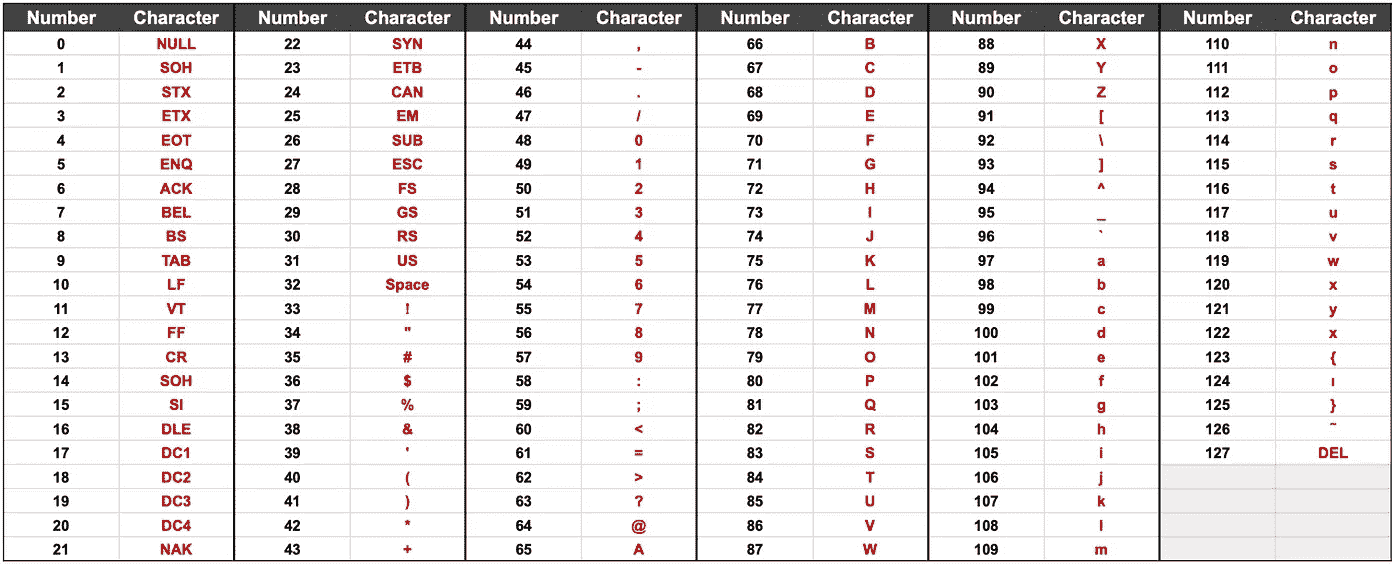 Number Character Number Character Number Character Number Character Number Character Number Character
0 NULL 22 SYN 44 , 66 B 88 X 110 n
1 SOH 23 ETB 45 - 67 C 89 Y 111 o
2 STX 24 CAN 46 . 68 D 90 Z 112 p
3 ETX 25 EM 47 / 69 E 91 [ 113 q
4 EOT 26 SUB 48 0 70 F 92 \ 114 r
5 ENQ 27 ESC 49 1 71 G 93 ] 115 s
6 ACK 28 FS 50 2 72 H 94 ^ 116 t
7 BEL 29 GS 51 3 73 I 95 _ 117 u
8 BS 30 RS 52 4 74 J 96 ` 118 v
9 TAB 31 US 53 5 75 K 97 a 119 w
10 LF 32 Space 54 6 76 L 98 b 120 x
11 VT 33 ! 55 7 77 M 99 c 121 y
12 FF 34 " 56 8 78 N 100 d 122 x
13 CR 35 # 57 9 79 O 101 e 123 {
14 SOH 36 $ 58 : 80 P 102 f 124 ı
15 SI 37 % 59 ; 81 Q 103 g 125 }
16 DLE 38 & 60 < 82 R 104 h 126 ~
17 DC1 39 ' 61 = 83 S 105 i 127 DEL
18 DC2 40 ( 62 > 84 T 106 j
19 DC3 41 ) 63 ? 85 U 107 k
20 DC4 42 * 64 @ 86 V 108 l
21 NAK 43 + 65 A 87 W 109 m